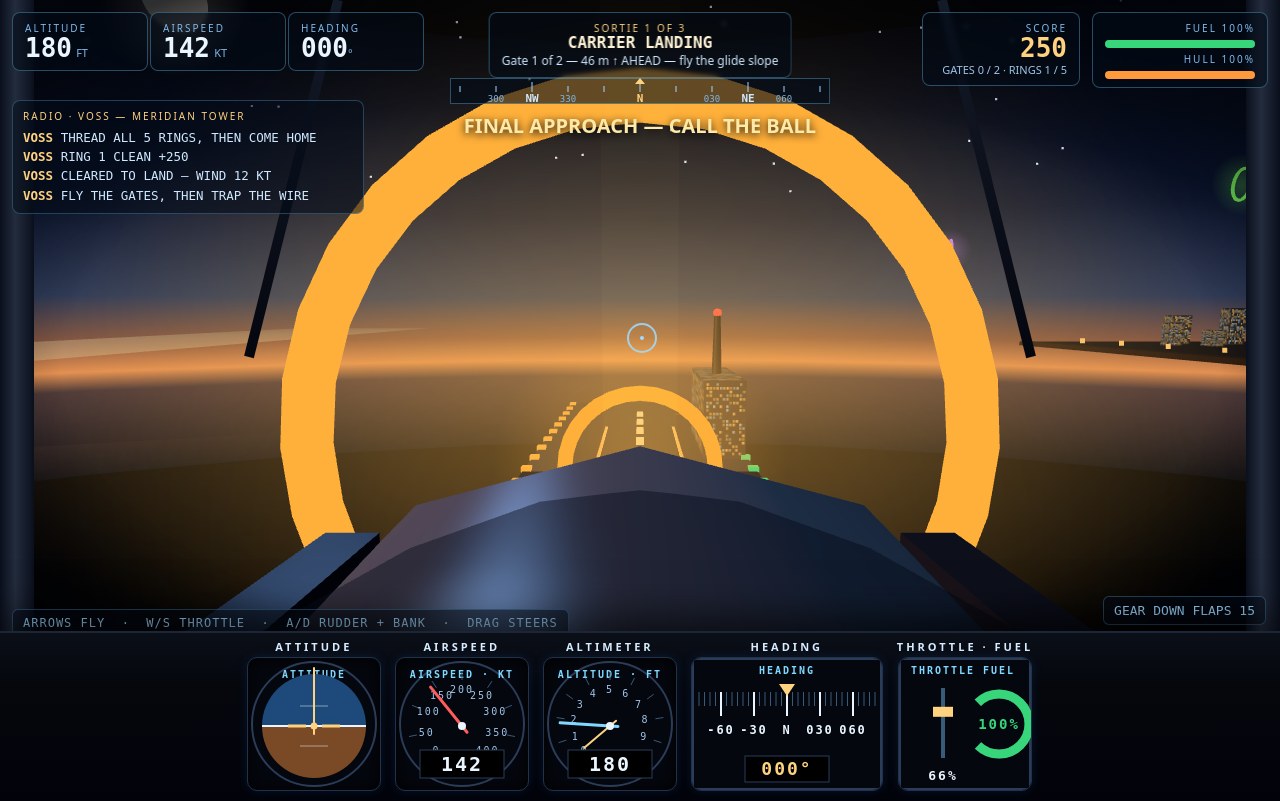 ALTITUDE
180 FT
AIRSPEED
142 KT
HEADING
000°
SORTIE 1 OF 3
CARRIER LANDING
Gate 1 of 2 — 46 m ↑ AHEAD — fly the glide slope
SCORE
250
GATES 0 / 2 · RINGS 1 / 5
FUEL 100%
HULL 100%
300 NW 330 N 030 NE 060
FINAL APPROACH — CALL THE BALL
RADIO · VOSS — MERIDIAN TOWER
VOSS THREAD ALL 5 RINGS, THEN COME HOME
VOSS RING 1 CLEAN +250
VOSS CLEARED TO LAND — WIND 12 KT
VOSS FLY THE GATES, THEN TRAP THE WIRE
GEAR DOWN FLAPS 15
ARROWS FLY · W/S THROTTLE · A/D RUDDER + BANK · DRAG STEERS
ATTITUDE
ATTITUDE
AIRSPEED
AIRSPEED · KT
0 50 100 150 200 250 300 350 400
142
ALTIMETER
ALTITUDE · FT
0 1 2 3 4 5 6 7 8 9
180
HEADING
HEADING
-60 -30 N 030 060
000°
THROTTLE · FUEL
THROTTLE FUEL
100%
66%